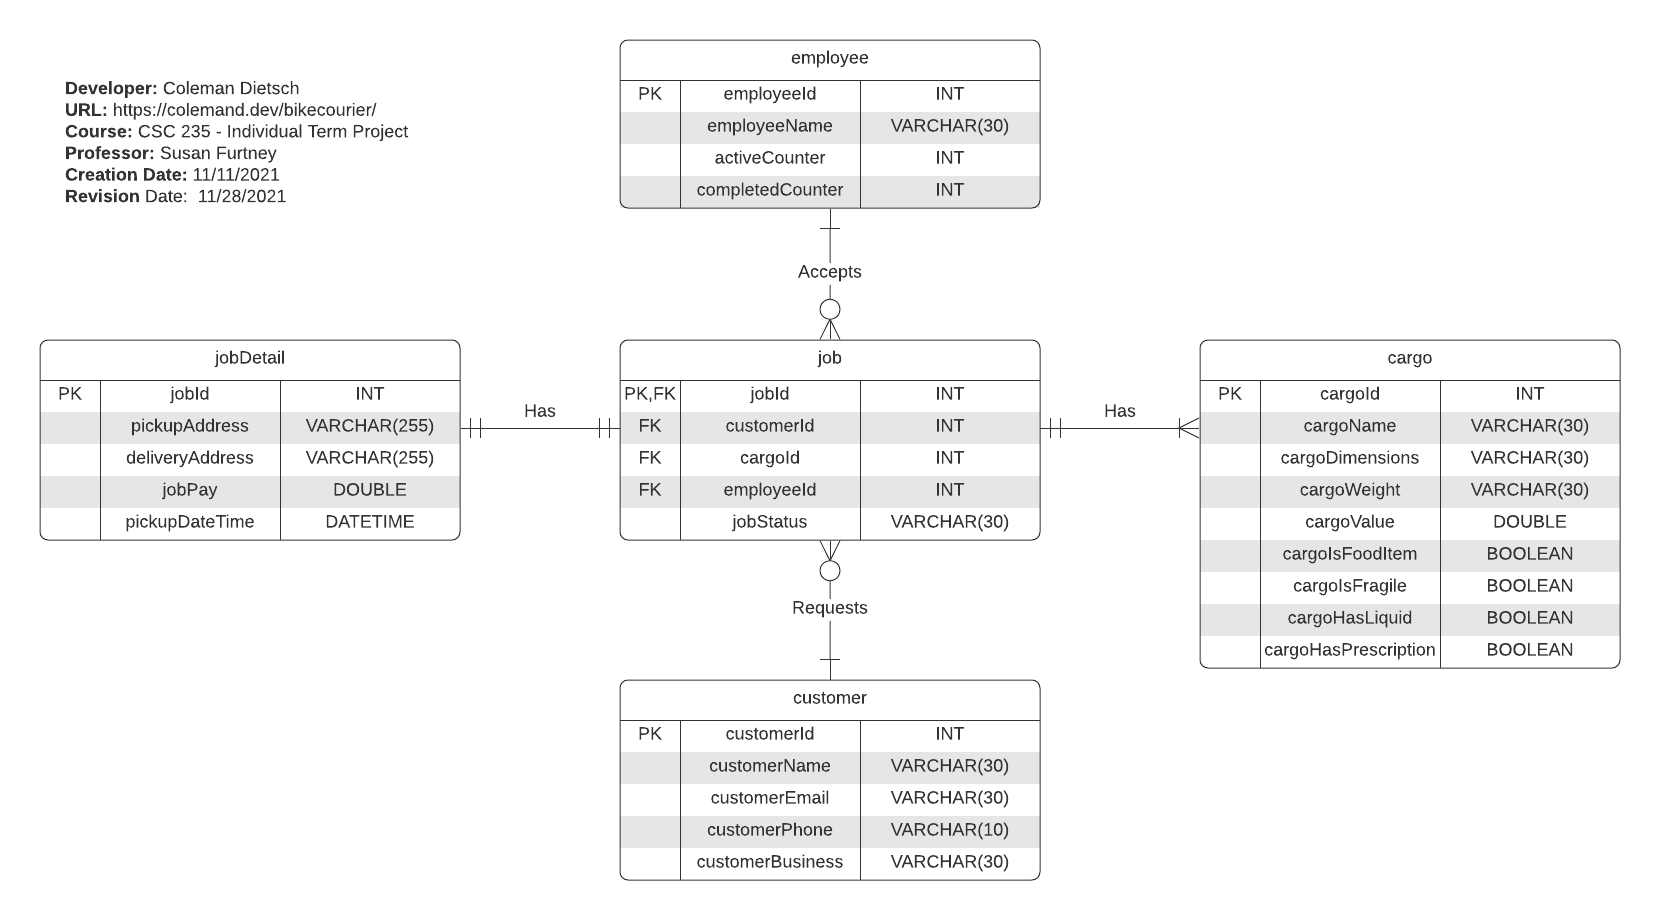 Developer: Coleman Dietsch
URL: https://colemand.dev/bikecourier/
Course: CSC 235 - Individual Term Project
Professor: Susan Furtney
Creation Date: 11/11/2021
Revision Date:  11/28/2021
employee
PK employeeId INT
employeeName VARCHAR(30)
activeCounter INT
completedCounter INT
Accepts
jobDetail
PK jobId INT
pickupAddress VARCHAR(255)
deliveryAddress VARCHAR(255)
jobPay DOUBLE
pickupDateTime DATETIME
Has
job
PK,FK jobId INT
FK customerId INT
FK cargoId INT
FK employeeId INT
jobStatus VARCHAR(30)
Has
cargo
PK cargoId INT
cargoName VARCHAR(30)
cargoDimensions VARCHAR(30)
cargoWeight VARCHAR(30)
cargoValue DOUBLE
cargoIsFoodItem BOOLEAN
cargoIsFragile BOOLEAN
cargoHasLiquid BOOLEAN
cargoHasPrescription BOOLEAN
Requests
customer
PK customerId INT
customerName VARCHAR(30)
customerEmail VARCHAR(30)
customerPhone VARCHAR(10)
customerBusiness VARCHAR(30)